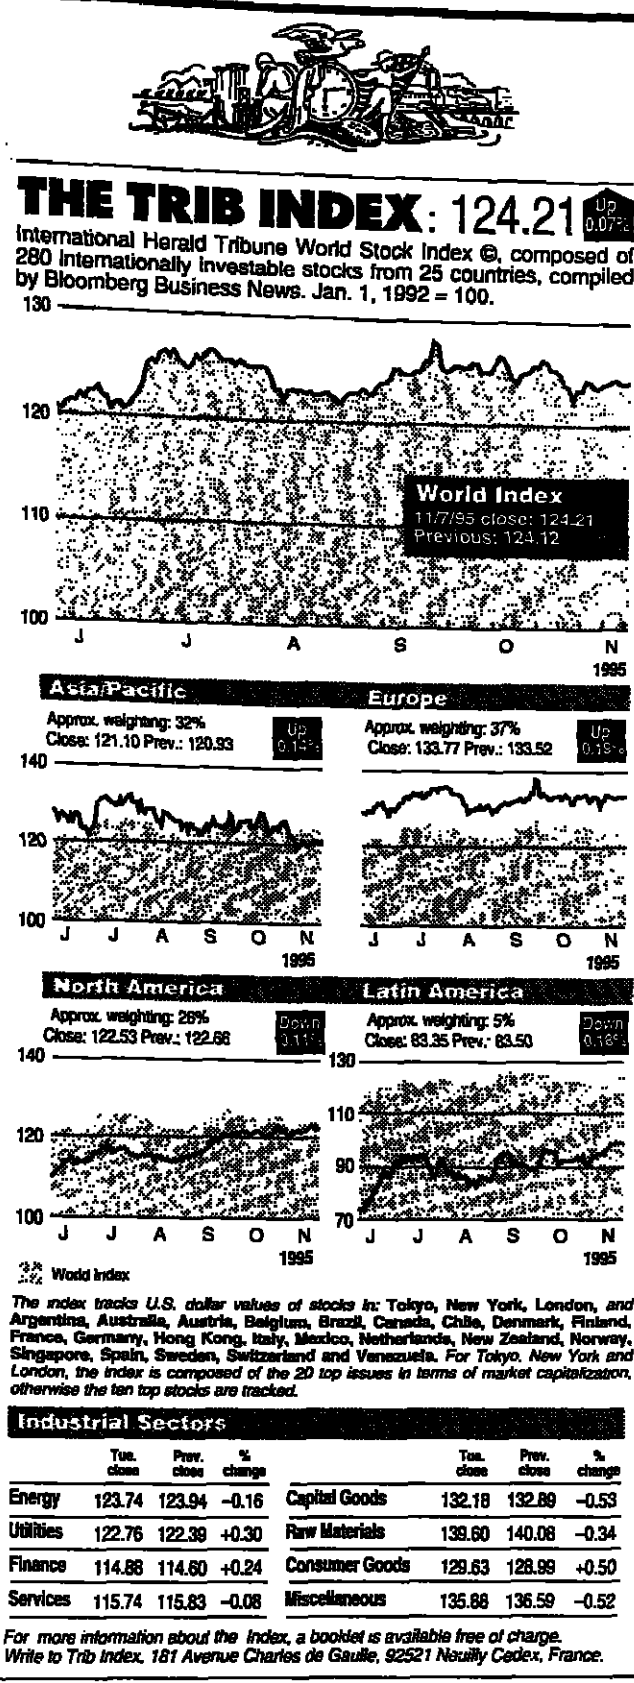 THE TRIB INDEX: 124.21 Up 0.07%
International Herald Tribune World Stock Index ©, composed of
280 internationally investable stocks from 25 countries, compiled
by Bloomberg Business News. Jan. 1, 1992 = 100.
130
120
110
100
World Index
11/7/95 close: 124.21
Previous: 124.12
J J A S O N
1995
Asia/Pacific
Approx. weighting: 32%
Close: 121.10 Prev.: 120.93
Up
0.14%
140
120
100
J J A S O N
1995
Europe
Approx. weighting: 37%
Close: 133.77 Prev.: 133.52
Up
0.19%
J J A S O N
1995
North America
Approx. weighting: 26%
Close: 122.53 Prev.: 122.66
Down
0.11%
140
120
100
J J A S O N
1995
Latin America
Approx. weighting: 5%
Close: 83.35 Prev.: 83.50
Down
0.18%
130
110
90
70
J J A S O N
1995
World Index
The index tracks U.S. dollar values of stocks in: Tokyo, New York, London, and
Argentina, Australia, Austria, Belgium, Brazil, Canada, Chile, Denmark, Finland,
France, Germany, Hong Kong, Italy, Mexico, Netherlands, New Zealand, Norway,
Singapore, Spain, Sweden, Switzerland and Venezuela. For Tokyo, New York and
London, the index is composed of the 20 top issues in terms of market capitalization,
otherwise the ten top stocks are tracked.
Industrial Sectors
Tue. close Prev. close % change
Energy 123.74 123.94 –0.16
Utilities 122.76 122.39 +0.30
Finance 114.88 114.60 +0.24
Services 115.74 115.83 –0.08
Tue. close Prev. close % change
Capital Goods 132.18 132.89 –0.53
Raw Materials 139.60 140.08 –0.34
Consumer Goods 129.63 128.99 +0.50
Miscellaneous 135.88 136.59 –0.52
For more information about the Index, a booklet is available free of charge.
Write to Trib Index, 181 Avenue Charles de Gaulle, 92521 Neuilly Cedex, France.